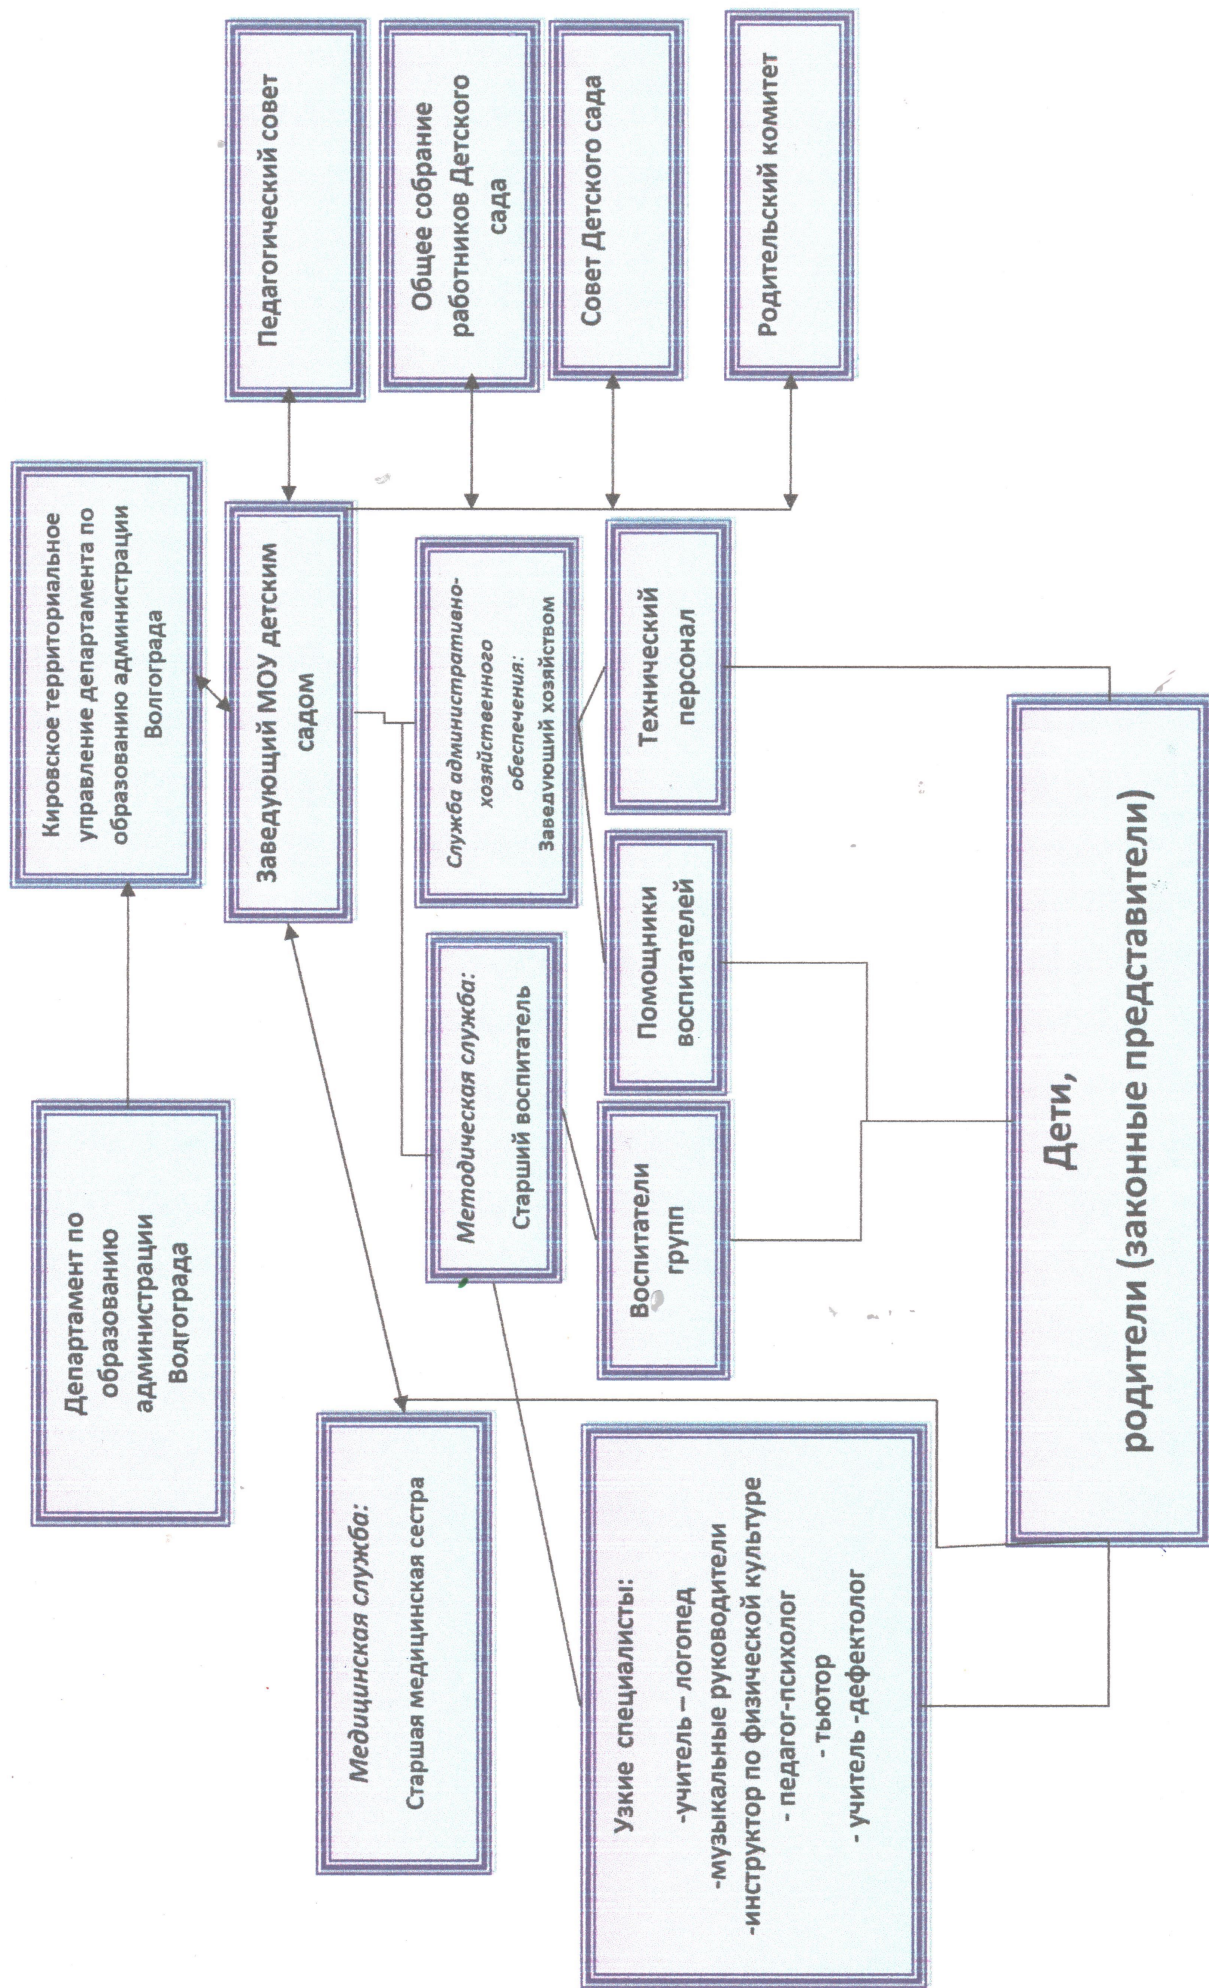 Департамент по
образованию
администрации
Волгограда
Кировское территориальное
управление департамента по
образованию администрации
Волгограда
Заведующий МОУ детским
садом
Педагогический совет
Общее собрание
работников Детского
сада
Совет Детского сада
Родительский комитет
Медицинская служба:
Старшая медицинская сестра
Методическая служба:
Старший воспитатель
Служба административно-
хозяйственного
обеспечения:
Заведующий хозяйством
Узкие специалисты:
-учитель – логопед
-музыкальные руководители
-инструктор по физической культуре
- педагог-психолог
- тьютор
- учитель -дефектолог
Воспитатели
групп
Помощники
воспитателей
Технический
персонал
Дети,
родители (законные представители)